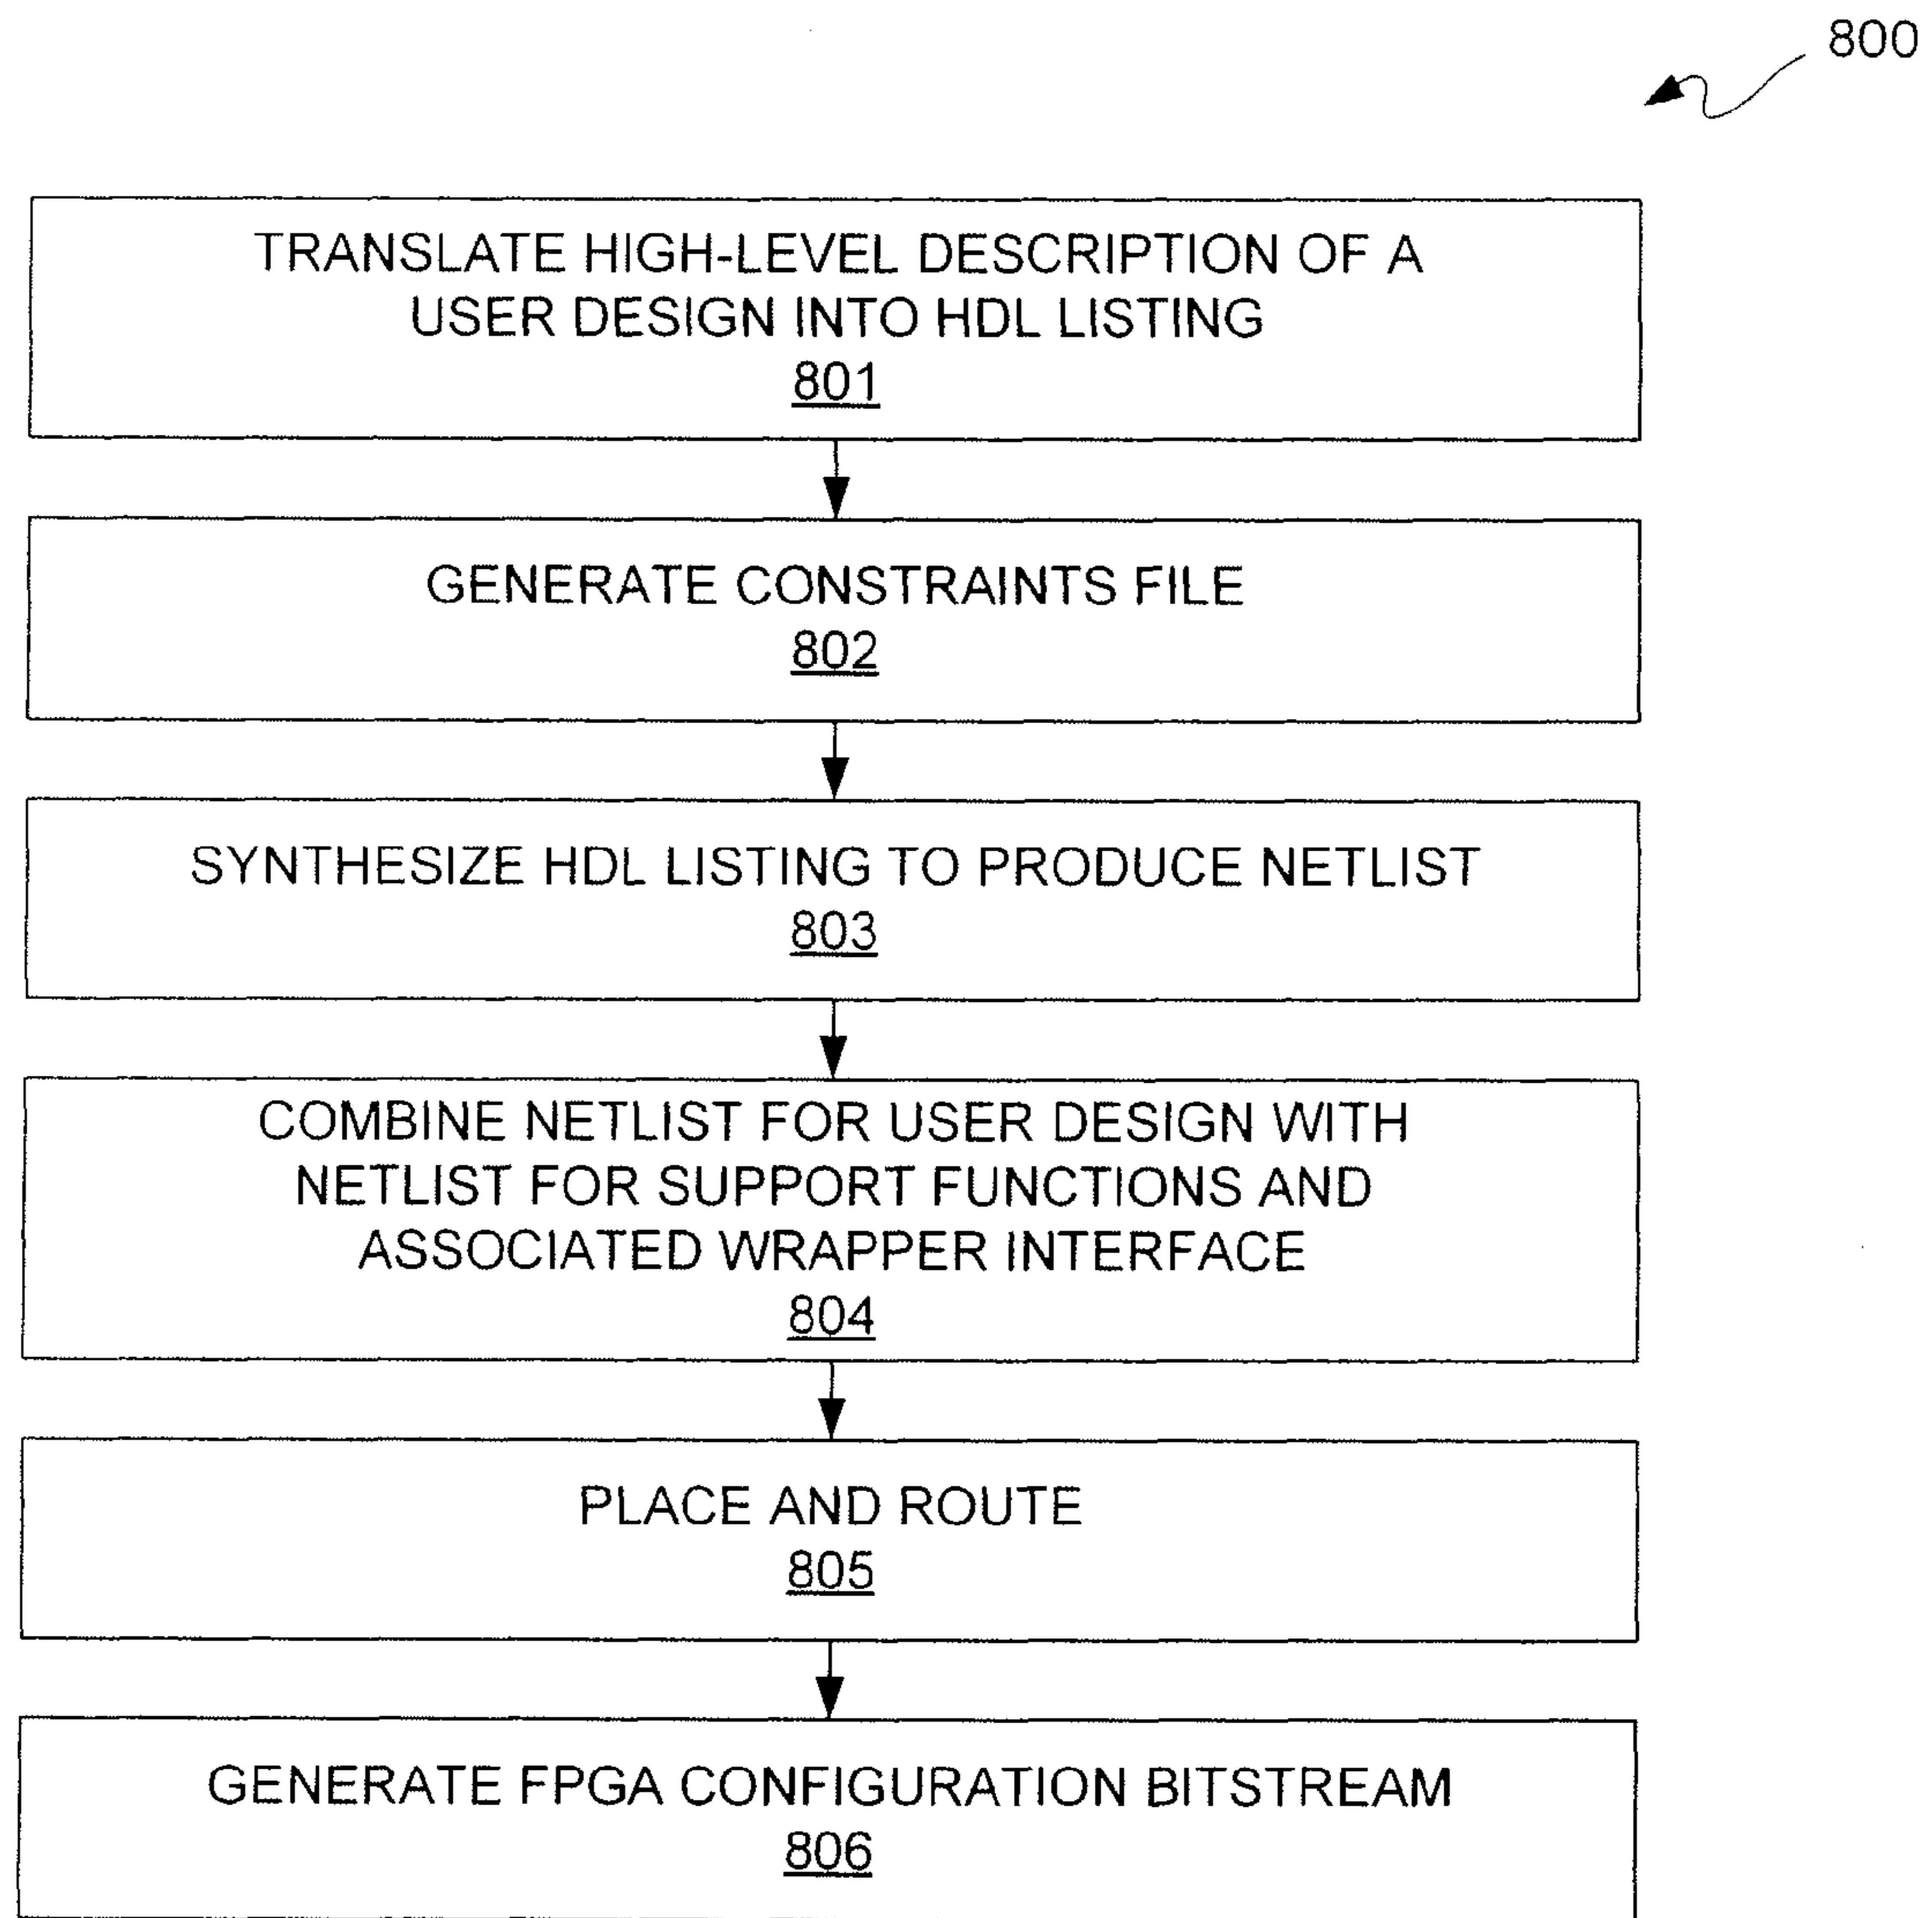 800
TRANSLATE HIGH-LEVEL DESCRIPTION OF A
USER DESIGN INTO HDL LISTING
801
GENERATE CONSTRAINTS FILE
802
SYNTHESIZE HDL LISTING TO PRODUCE NETLIST
803
COMBINE NETLIST FOR USER DESIGN WITH
NETLIST FOR SUPPORT FUNCTIONS AND
ASSOCIATED WRAPPER INTERFACE
804
PLACE AND ROUTE
805
GENERATE FPGA CONFIGURATION BITSTREAM
806